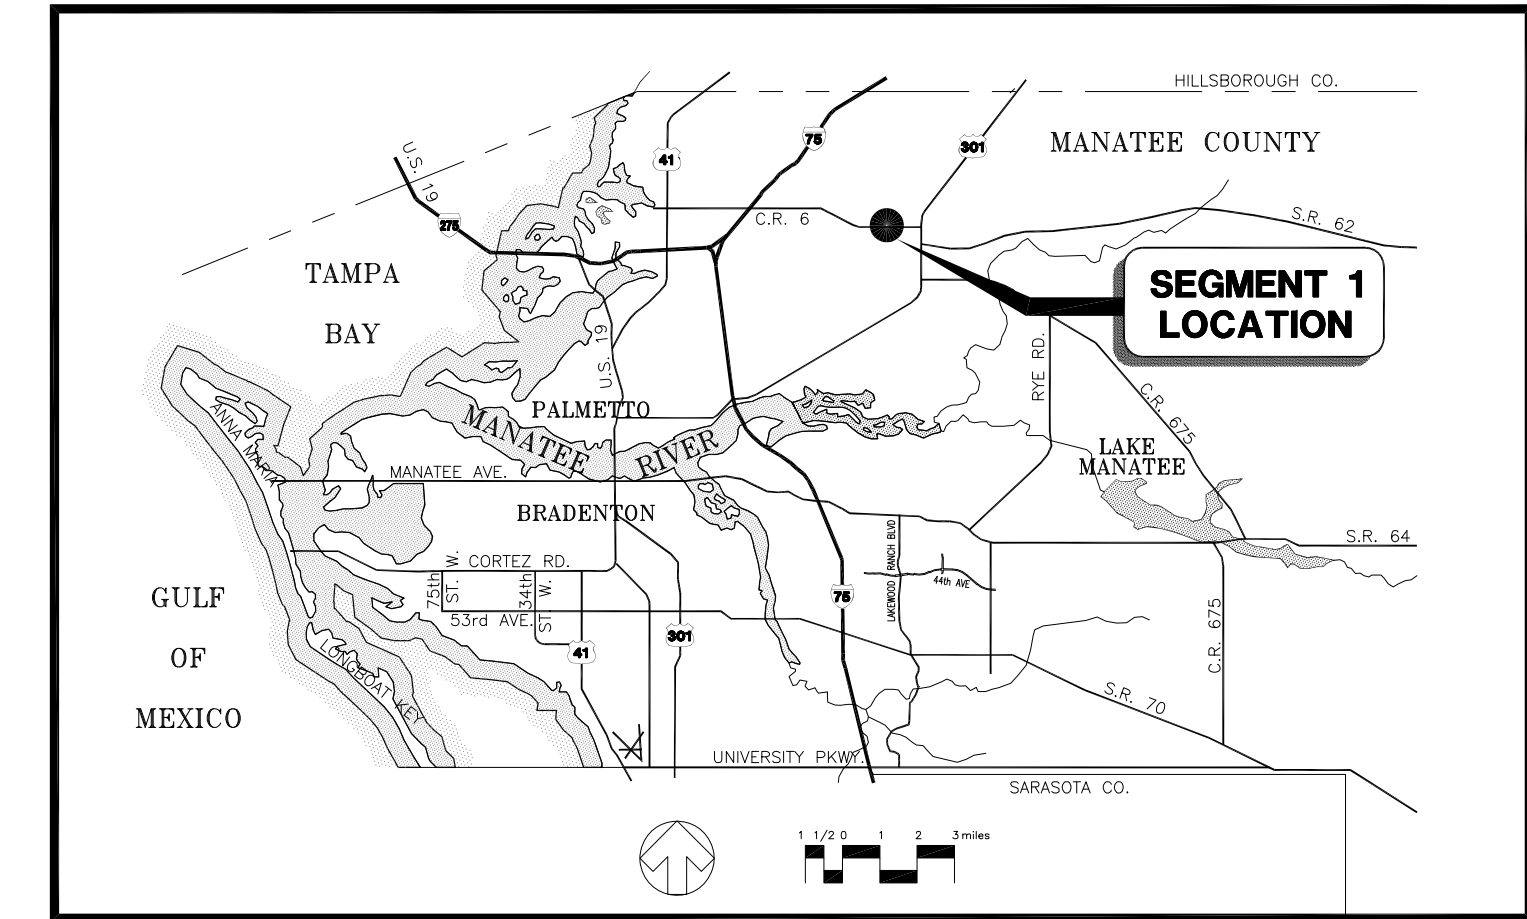 HILLSBOROUGH CO.
MANATEE COUNTY
U.S. 19
275
41
75
301
C.R. 6
S.R. 62
TAMPA
BAY
SEGMENT 1
LOCATION
U.S. 19
RYE RD.
C.R. 675
PALMETTO
MANATEE
RIVER
ANNA MARIA
LAKE
MANATEE
MANATEE AVE.
BRADENTON
S.R. 64
CORTEZ RD.
75th
ST. W.
34th
ST. W.
53rd AVE.
LAKEWOOD RANCH BLVD
44th AVE
75
301
41
C.R. 675
GULF
OF
MEXICO
LONGBOAT KEY
S.R. 70
UNIVERSITY PKWY.
SARASOTA CO.
1 1/2 0 1 2 3 miles